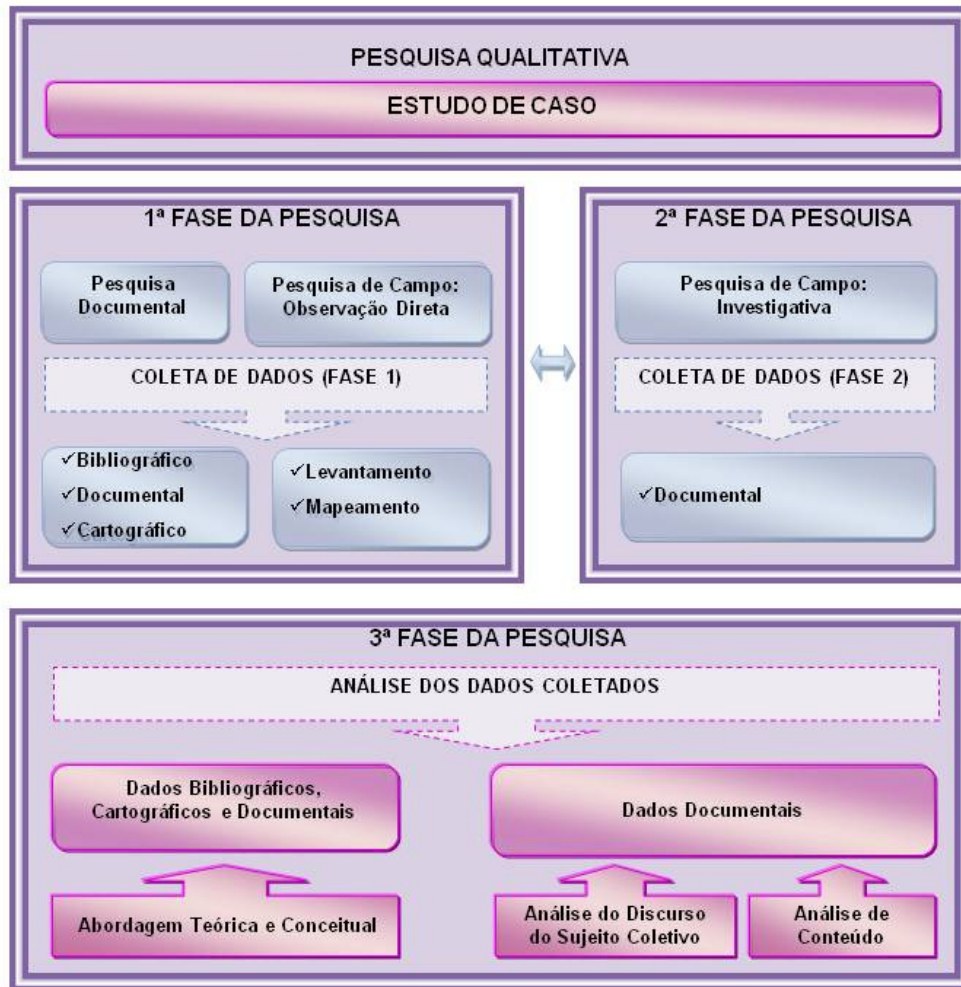 PESQUISA QUALITATIVA
ESTUDO DE CASO
1ª FASE DA PESQUISA
Pesquisa
Documental
Pesquisa de Campo:
Observação Direta
COLETA DE DADOS (FASE 1)
✓Bibliográfico
✓Documental
✓Cartográfico
✓Levantamento
✓Mapeamento
2ª FASE DA PESQUISA
Pesquisa de Campo:
Investigativa
COLETA DE DADOS (FASE 2)
✓Documental
3ª FASE DA PESQUISA
ANÁLISE DOS DADOS COLETADOS
Dados Bibliográficos,
Cartográficos e Documentais
Dados Documentais
Abordagem Teórica e Conceitual
Análise do Discurso
do Sujeito Coletivo
Análise de
Conteúdo